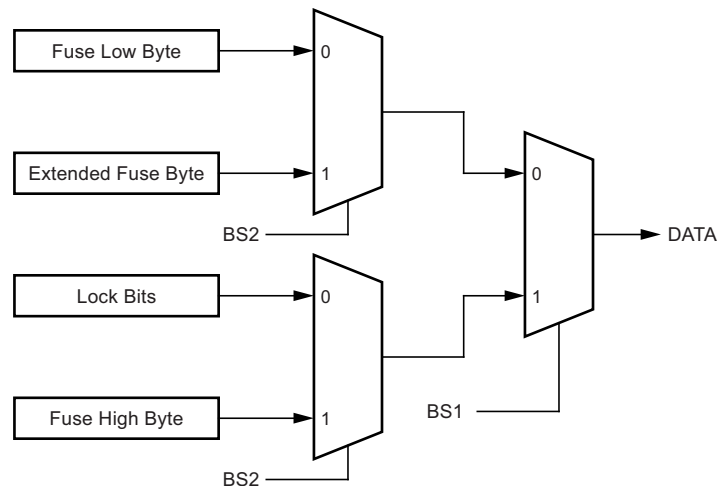 Fuse Low Byte
0
Extended Fuse Byte
1
BS2
0
1
DATA
Lock Bits
0
Fuse High Byte
1
BS2
BS1